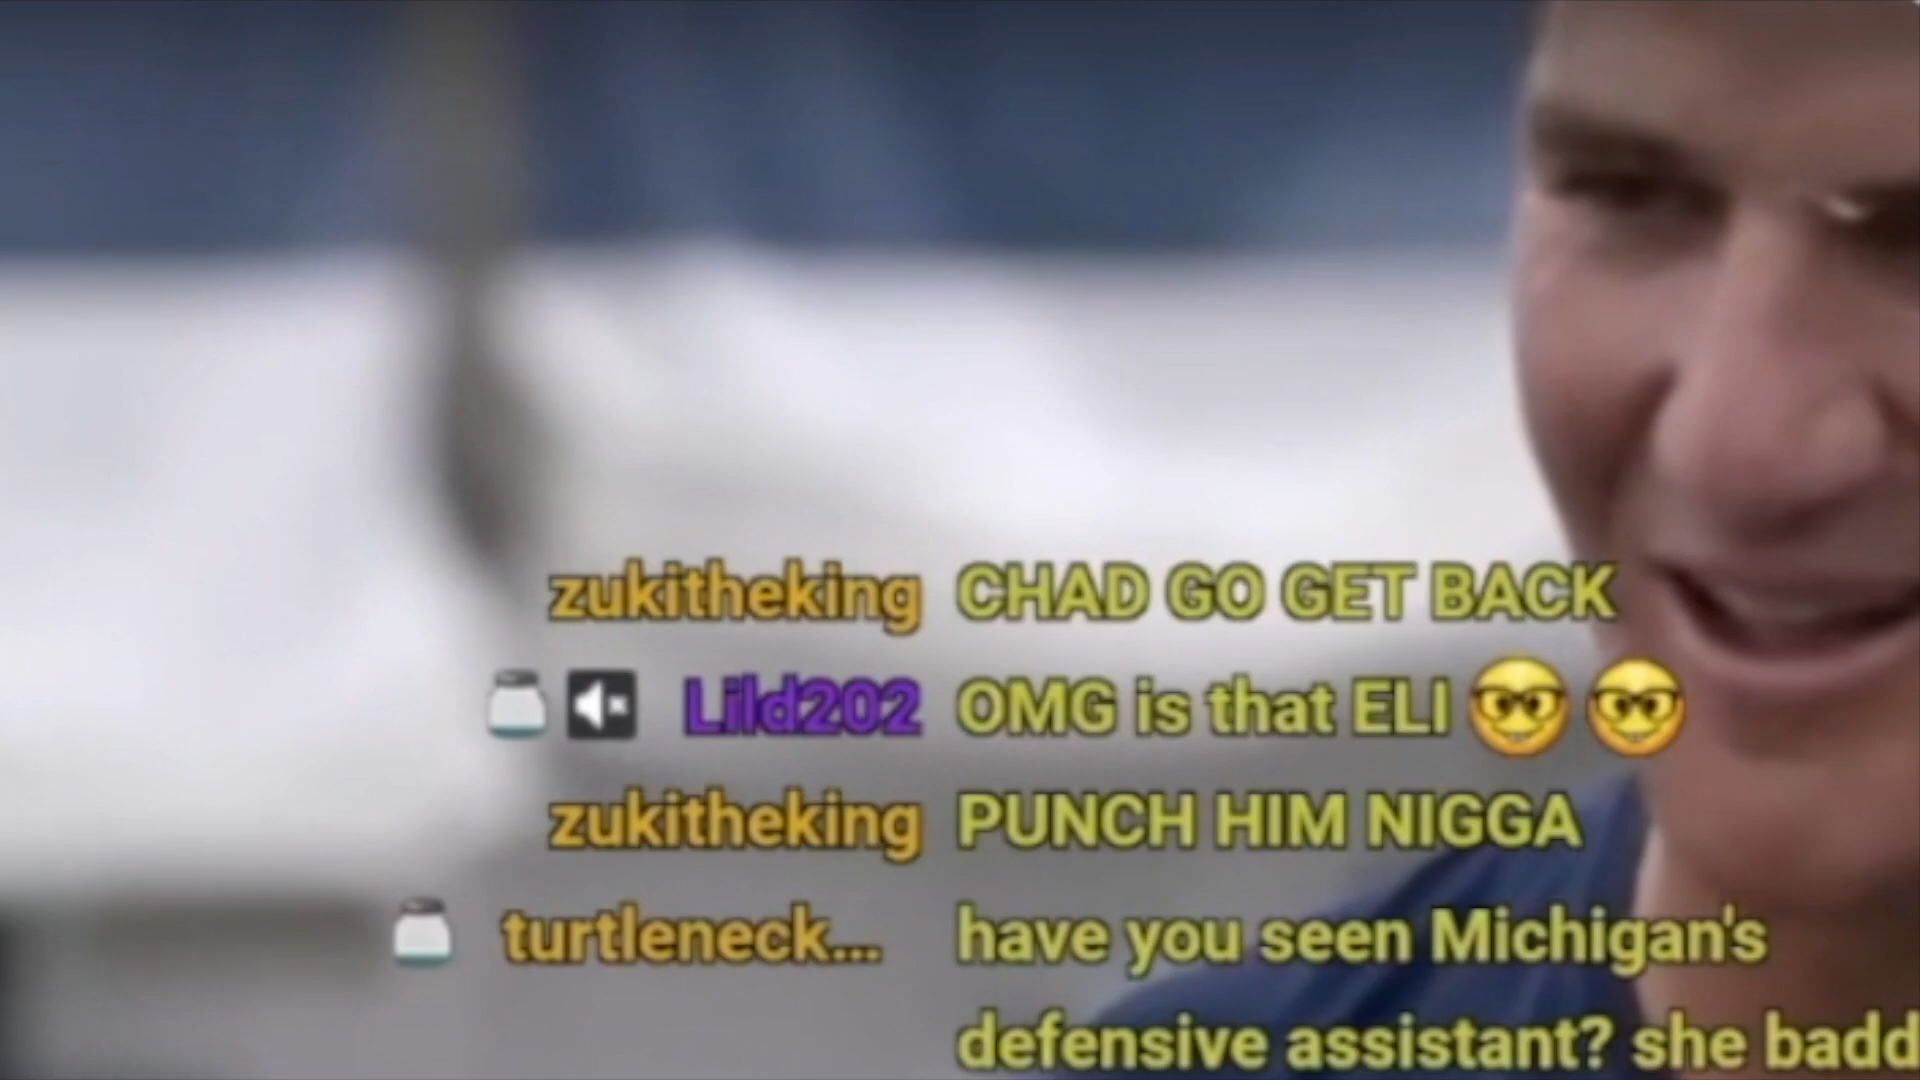 zukitheking CHAD GO GET BACK
Lild202 OMG is that ELI 🤓 🤓
zukitheking PUNCH HIM NIGGA
turtleneck... have you seen Michigan's
defensive assistant? she badd